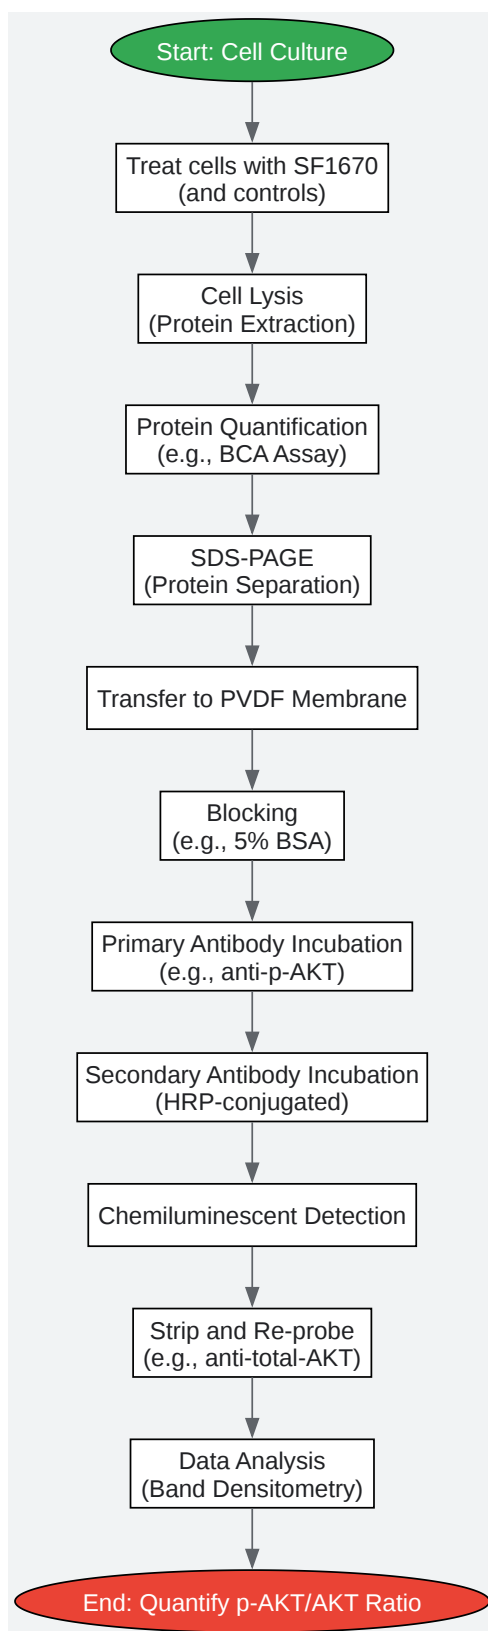 Start: Cell Culture
Treat cells with SF1670
(and controls)
Cell Lysis
(Protein Extraction)
Protein Quantification
(e.g., BCA Assay)
SDS-PAGE
(Protein Separation)
Transfer to PVDF Membrane
Blocking
(e.g., 5% BSA)
Primary Antibody Incubation
(e.g., anti-p-AKT)
Secondary Antibody Incubation
(HRP-conjugated)
Chemiluminescent Detection
Strip and Re-probe
(e.g., anti-total-AKT)
Data Analysis
(Band Densitometry)
End: Quantify p-AKT/AKT Ratio